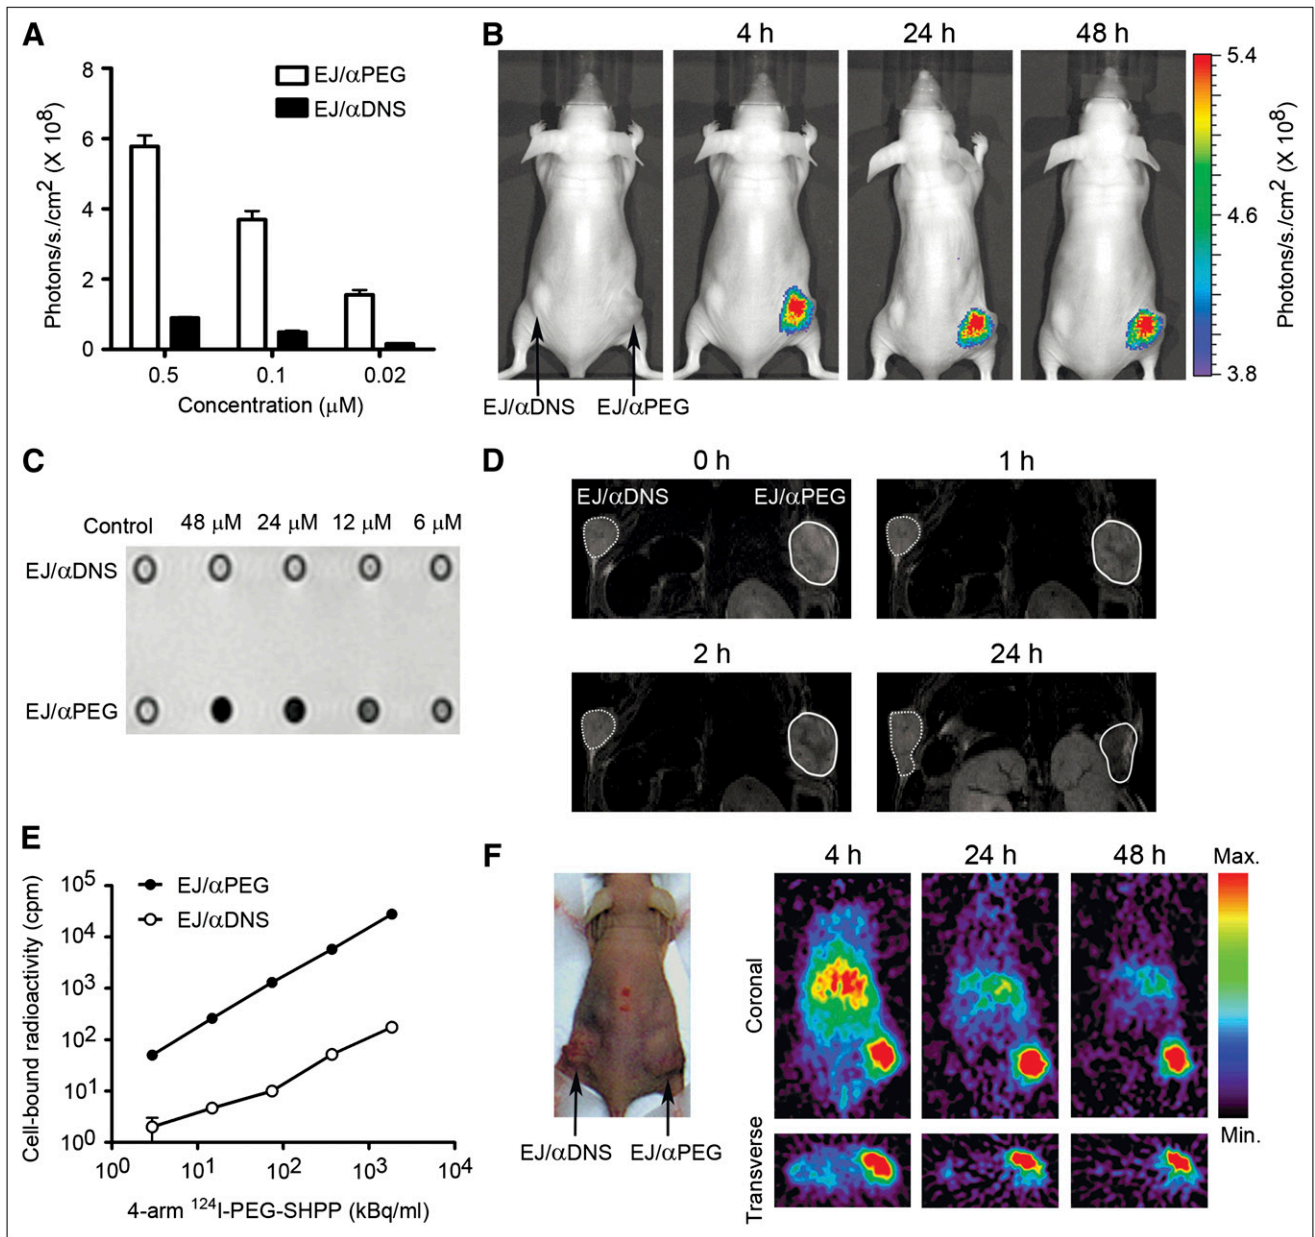 A
8
6
4
2
0
Photons/s./cm² (X 10⁸)
EJ/αPEG
EJ/αDNS
0.5 0.1 0.02
Concentration (μM)
B
4 h 24 h 48 h
5.4
4.6
3.8
Photons/s./cm² (X 10⁸)
EJ/αDNS EJ/αPEG
C
Control 48 μM 24 μM 12 μM 6 μM
EJ/αDNS
EJ/αPEG
D
0 h 1 h
EJ/αDNS EJ/αPEG
2 h 24 h
E
10⁵
10⁴
10³
10²
10¹
10⁰
Cell-bound radioactivity (cpm)
EJ/αPEG
EJ/αDNS
10⁰ 10¹ 10² 10³ 10⁴
4-arm ¹²⁴I-PEG-SHPP (kBq/ml)
F
EJ/αDNS EJ/αPEG
4 h 24 h 48 h
Coronal
Transverse
Max.
Min.